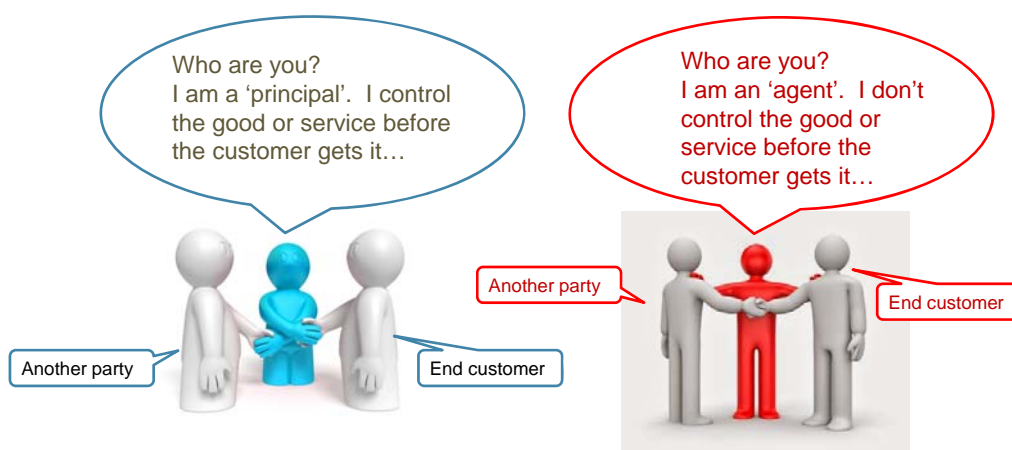 Who are you?
I am a ‘principal’.  I control
the good or service before
the customer gets it…
Who are you?
I am an ‘agent’.  I don’t
control the good or
service before the
customer gets it…
Another party
End customer
Another party
End customer